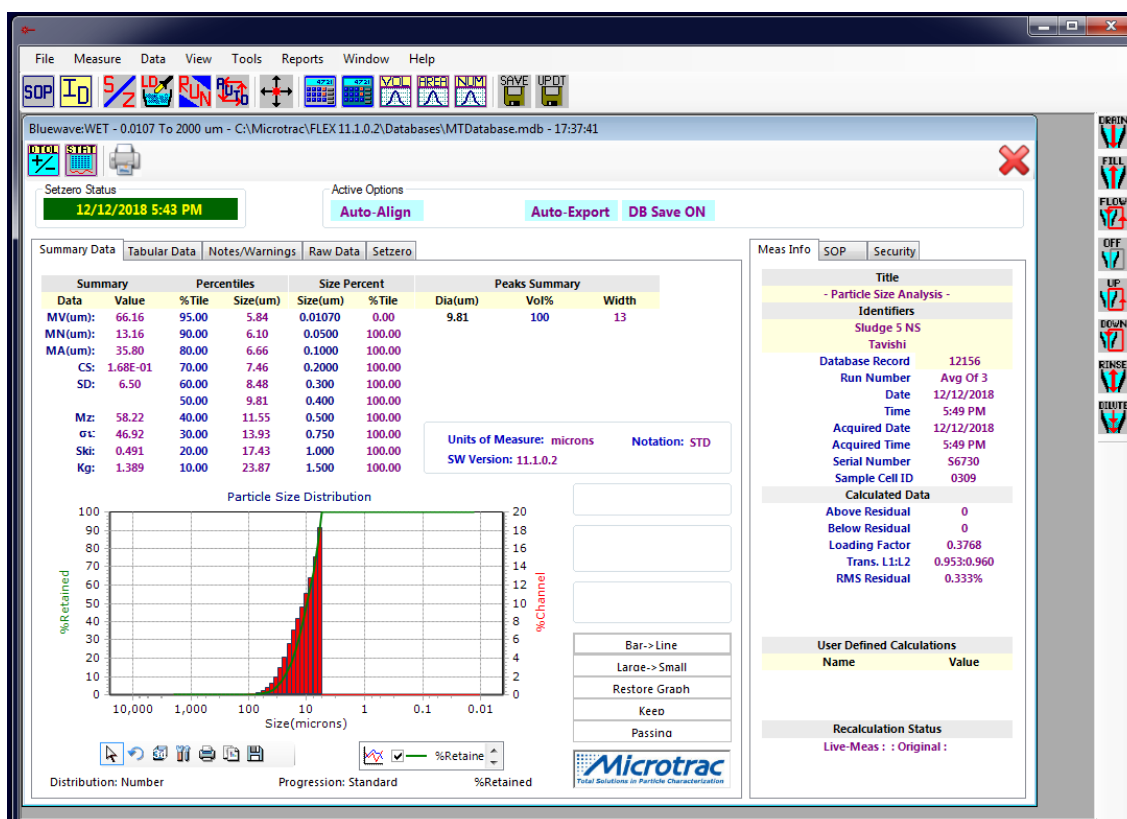 File Measure Data View Tools Reports Window Help
SOP ID S/Z LD RUN AUTO 4721 4721 VOL AREA NUM SAVE UPDT
Bluewave:WET - 0.0107 To 2000 um - C:\Microtrac\FLEX 11.1.0.2\Databases\MTDatabase.mdb - 17:37:41
DTOL +/- STAT
Setzero Status
12/12/2018 5:43 PM
Active Options
Auto-Align Auto-Export DB Save ON
Summary Data Tabular Data Notes/Warnings Raw Data Setzero
Summary Percentiles Size Percent Peaks Summary
Data Value %Tile Size(um) Size(um) %Tile Dia(um) Vol% Width
MV(um): 66.16 95.00 5.84 0.01070 0.00 9.81 100 13
MN(um): 13.16 90.00 6.10 0.0500 100.00
MA(um): 35.80 80.00 6.66 0.1000 100.00
CS: 1.68E-01 70.00 7.46 0.2000 100.00
SD: 6.50 60.00 8.48 0.300 100.00
50.00 9.81 0.400 100.00
Mz: 58.22 40.00 11.55 0.500 100.00
σı: 46.92 30.00 13.93 0.750 100.00
Ski: 0.491 20.00 17.43 1.000 100.00
Kg: 1.389 10.00 23.87 1.500 100.00
Units of Measure: microns Notation: STD
SW Version: 11.1.0.2
Particle Size Distribution
%Retained
100
90
80
70
60
50
40
30
20
10
0
20
18
16
14
12
10
8
6
4
2
0
%Channel
10,000 1,000 100 10 1 0.1 0.01
Size(microns)
Bar->Line
Large->Small
Restore Graph
Keep
Passing
3d %Retaine
Distribution: Number Progression: Standard %Retained
Microtrac
Total Solutions in Particle Characterization
Meas Info SOP Security
Title
- Particle Size Analysis -
Identifiers
Sludge 5 NS
Tavishi
Database Record 12156
Run Number Avg Of 3
Date 12/12/2018
Time 5:49 PM
Acquired Date 12/12/2018
Acquired Time 5:49 PM
Serial Number S6730
Sample Cell ID 0309
Calculated Data
Above Residual 0
Below Residual 0
Loading Factor 0.3768
Trans. L1:L2 0.953:0.960
RMS Residual 0.333%
User Defined Calculations
Name Value
Recalculation Status
Live-Meas : : Original :
DRAIN
FILL
FLOW
OFF
UP
DOWN
RINSE
DILUTE